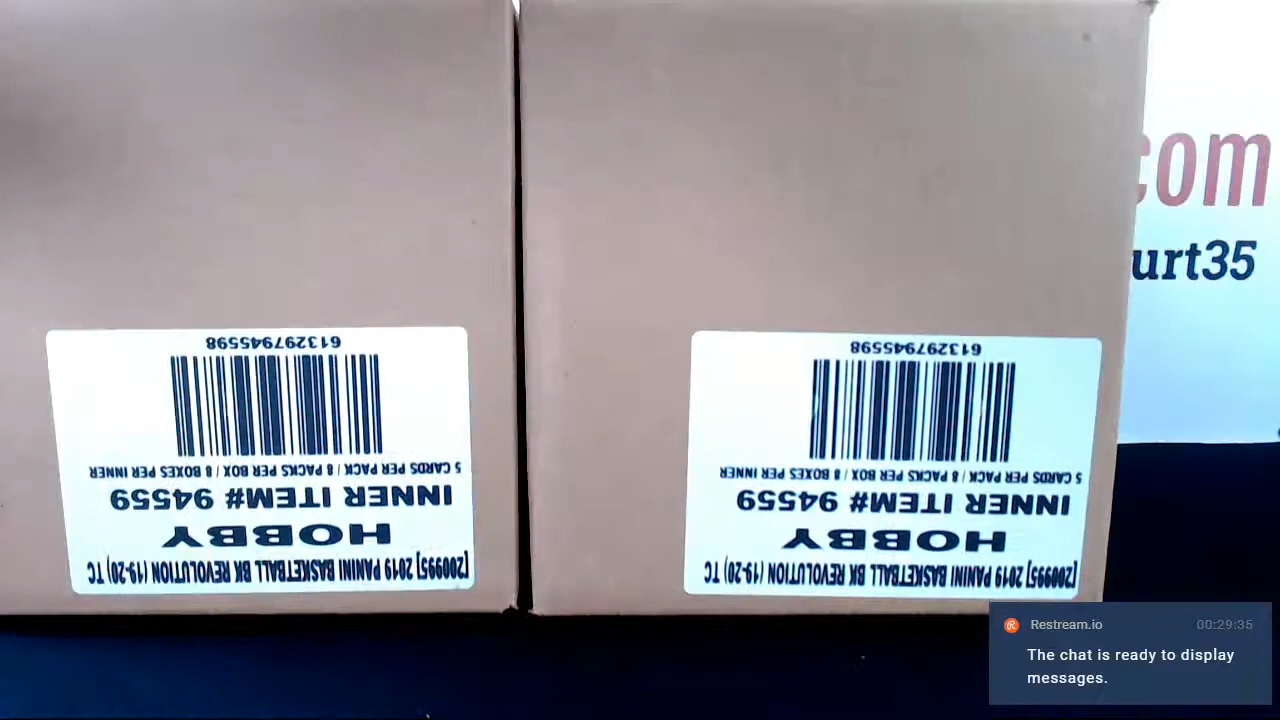 [200995] 2019 PANINI BASKETBALL BK REVOLUTION (19-20) TC
HOBBY
INNER ITEM# 94559
5 CARDS PER PACK / 8 PACKS PER BOX / 8 BOXES PER INNER
613297945598
[200995] 2019 PANINI BASKETBALL BK REVOLUTION (19-20) TC
HOBBY
INNER ITEM# 94559
5 CARDS PER PACK / 8 PACKS PER BOX / 8 BOXES PER INNER
613297945598
com
urt35
Restream.io 00:29:35
The chat is ready to display
messages.